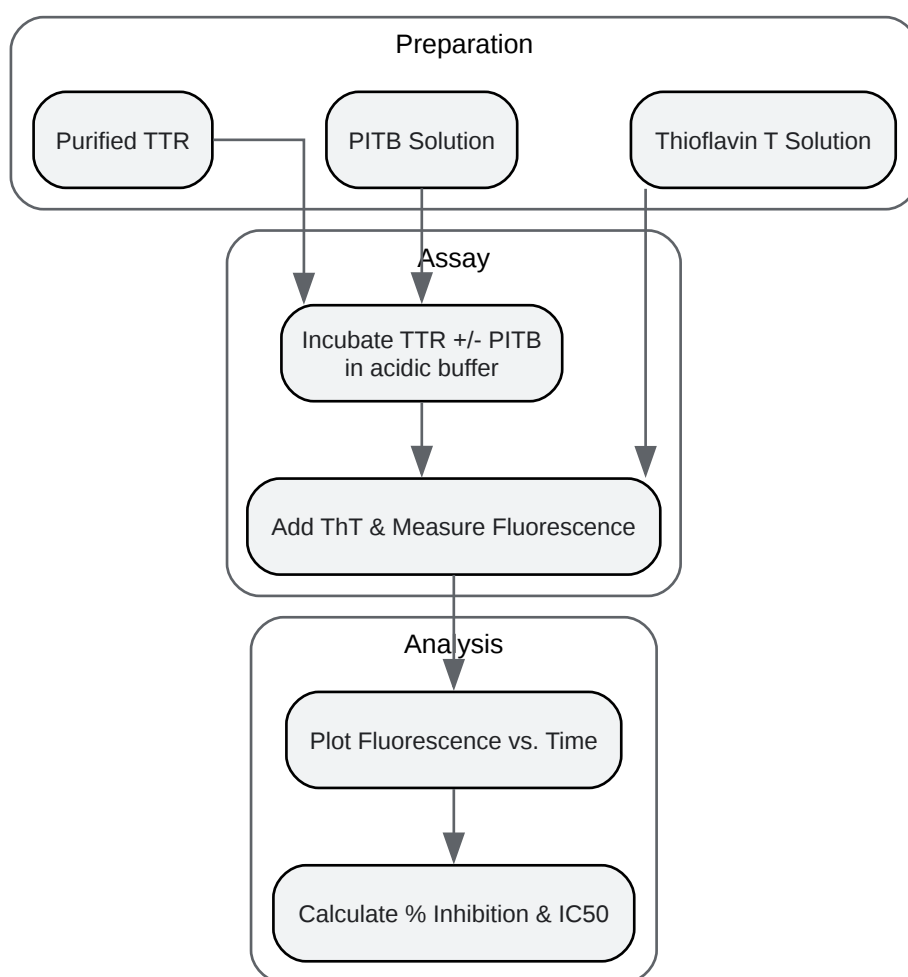 Preparation
Purified TTR
PITB Solution
Thioflavin T Solution
Assay
Incubate TTR +/- PITB
in acidic buffer
Add ThT & Measure Fluorescence
Analysis
Plot Fluorescence vs. Time
Calculate % Inhibition & IC50